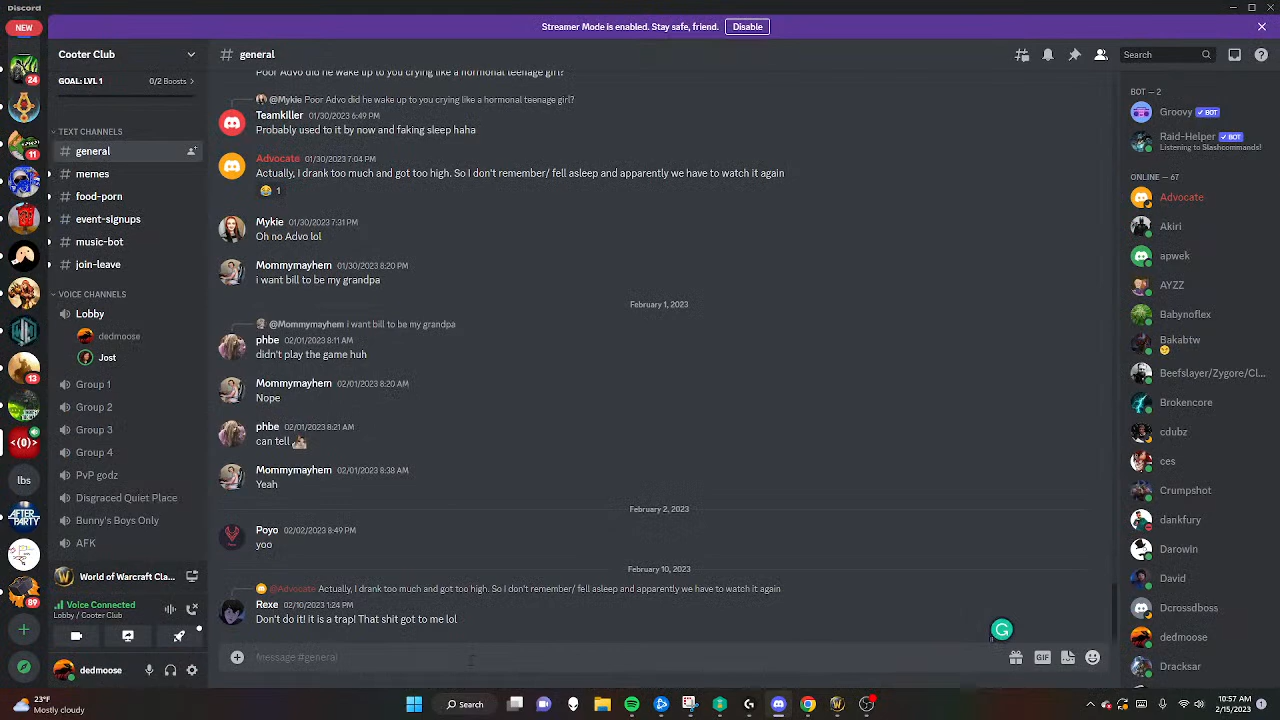 Discord
NEW
Streamer Mode is enabled. Stay safe, friend.
Disable
Cooter Club
# general
Search
GOAL: LVL 1
0/2 Boosts
TEXT CHANNELS
# general
# memes
# food-porn
# event-signups
# music-bot
# join-leave
VOICE CHANNELS
Lobby
dedmoose
Jost
Group 1
Group 2
Group 3
Group 4
PvP godz
Disgraced Quiet Place
Bunny's Boys Only
AFK
World of Warcraft Cla...
Voice Connected
Lobby / Cooter Club
dedmoose
24
11
13
lbs
AFTER PARTY
89
Poor Advo did he wake up to you crying like a hormonal teenage girl?
@Mykie Poor Advo did he wake up to you crying like a hormonal teenage girl?
Teamkiller 01/30/2023 6:49 PM
Probably used to it by now and faking sleep haha
Advocate 01/30/2023 7:04 PM
Actually, I drank too much and got too high. So I don't remember/ fell asleep and apparently we have to watch it again
😂 1
Mykie 01/30/2023 7:31 PM
Oh no Advo lol
Mommymayhem 01/30/2023 8:20 PM
i want bill to be my grandpa
February 1, 2023
@Mommymayhem i want bill to be my grandpa
phbe 02/01/2023 8:11 AM
didn't play the game huh
Mommymayhem 02/01/2023 8:20 AM
Nope
phbe 02/01/2023 8:21 AM
can tell
Mommymayhem 02/01/2023 8:38 AM
Yeah
February 2, 2023
Poyo 02/02/2023 8:49 PM
yoo
February 10, 2023
@Advocate Actually, I drank too much and got too high. So I don't remember/ fell asleep and apparently we have to watch it again
Rexe 02/10/2023 1:24 PM
Don't do it! It is a trap! That shit got to me lol
Message #general
GIF
BOT — 2
Groovy BOT
Raid-Helper BOT
Listening to Slashcommands!
ONLINE — 67
Advocate
Akiri
apwek
AYZZ
Babynoflex
Bakabtw
Beefslayer/Zygore/Cl...
Brokencore
cdubz
ces
Crumpshot
dankfury
Darowln
David
Dcrossdboss
dedmoose
Dracksar
23°F
Mostly cloudy
Search
10:57 AM
2/15/2023